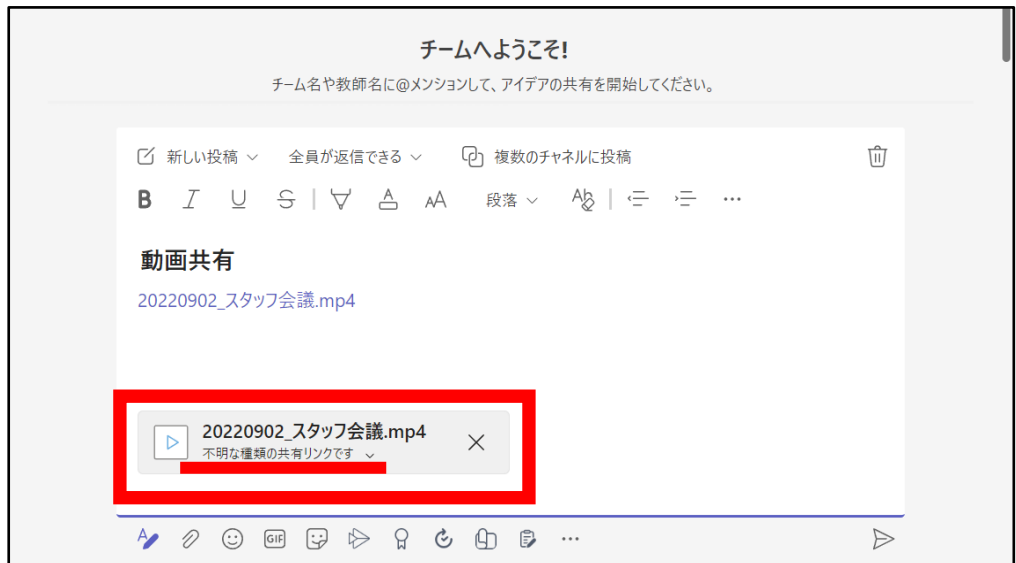 チームへようこそ!
チーム名や教師名に@メンションして、アイデアの共有を開始してください。
新しい投稿 全員が返信できる 複数のチャネルに投稿
B I U S A AA 段落 Ab
動画共有
20220902_スタッフ会議.mp4
20220902_スタッフ会議.mp4
不明な種類の共有リンクです
A GIF